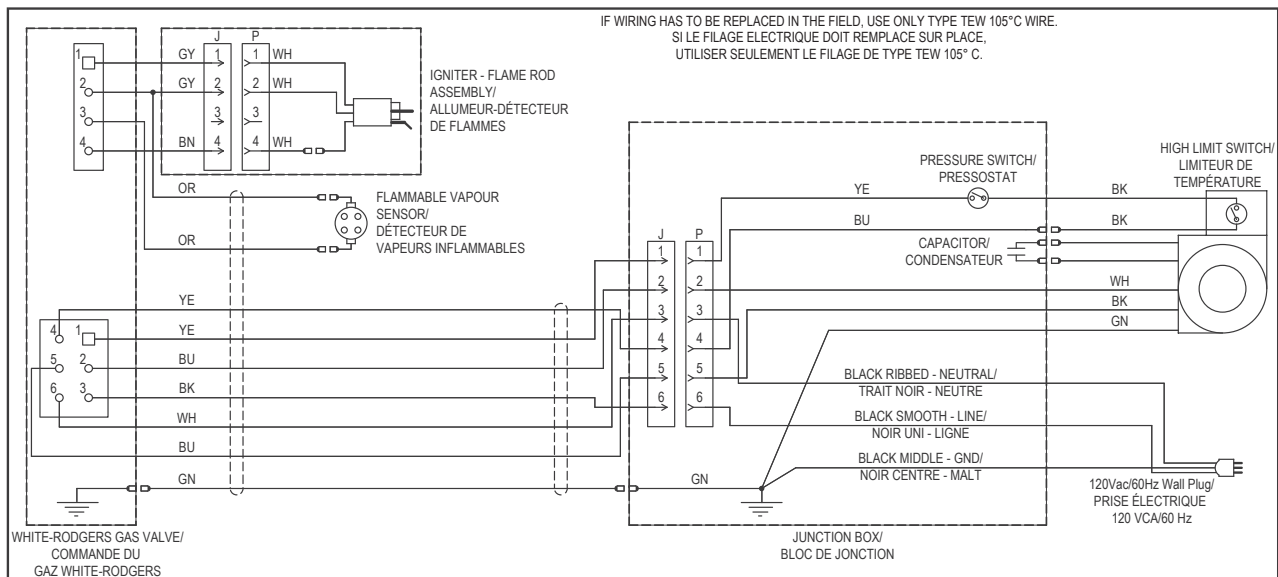 IF WIRING HAS TO BE REPLACED IN THE FIELD, USE ONLY TYPE TEW 105°C WIRE.
SI LE FILAGE ELECTRIQUE DOIT REMPLACE SUR PLACE,
UTILISER SEULEMENT LE FILAGE DE TYPE TEW 105° C.
J P
1 GY 1 1 WH
2 GY 2 2 WH
3 3 3
4 BN 4 4 WH
IGNITER - FLAME ROD
ASSEMBLY/
ALLUMEUR-DÉTECTEUR
DE FLAMMES
OR
OR
FLAMMABLE VAPOUR
SENSOR/
DÉTECTEUR DE
VAPEURS INFLAMMABLES
PRESSURE SWITCH/
PRESSOSTAT
HIGH LIMIT SWITCH/
LIMITEUR DE
TEMPÉRATURE
YE BK
BU BK
CAPACITOR/
CONDENSATEUR
WH
BK
GN
J P
1 1
2 2
3 3
4 4
5 5
6 6
4 1
5 2
6 3
YE
YE
BU
BK
WH
BU
GN
GN
BLACK RIBBED - NEUTRAL/
TRAIT NOIR - NEUTRE
BLACK SMOOTH - LINE/
NOIR UNI - LIGNE
BLACK MIDDLE - GND/
NOIR CENTRE - MALT
120Vac/60Hz Wall Plug/
PRISE ÉLECTRIQUE
120 VCA/60 Hz
WHITE-RODGERS GAS VALVE/
COMMANDE DU
GAZ WHITE-RODGERS
JUNCTION BOX/
BLOC DE JONCTION